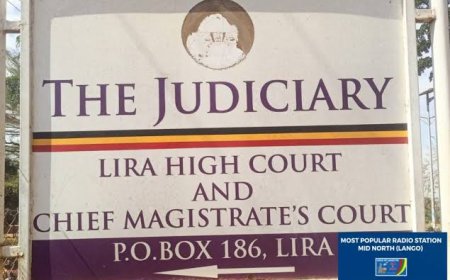 THE JUDICIARY
LIRA HIGH COURT
AND
CHIEF MAGISTRATE'S COURT
P.O.BOX 186, LIRA
MOST POPULAR RADIO STATION
MID NORTH (LANGO)